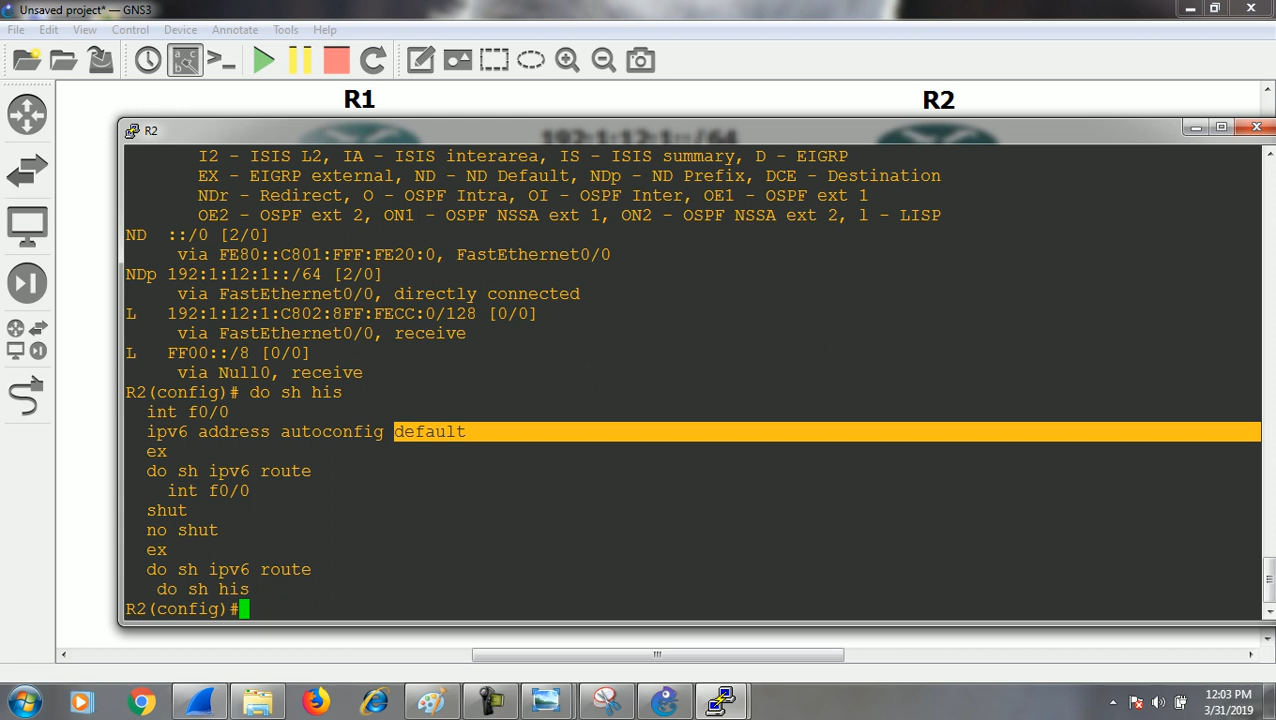 Unsaved project* — GNS3
File Edit View Control Device Annotate Tools Help
R1 R2
192:1:12:1::/64
R2
I2 - ISIS L2, IA - ISIS interarea, IS - ISIS summary, D - EIGRP
EX - EIGRP external, ND - ND Default, NDp - ND Prefix, DCE - Destination
NDr - Redirect, O - OSPF Intra, OI - OSPF Inter, OE1 - OSPF ext 1
OE2 - OSPF ext 2, ON1 - OSPF NSSA ext 1, ON2 - OSPF NSSA ext 2, l - LISP
ND ::/0 [2/0]
via FE80::C801:FFF:FE20:0, FastEthernet0/0
NDp 192:1:12:1::/64 [2/0]
via FastEthernet0/0, directly connected
L 192:1:12:1:C802:8FF:FECC:0/128 [0/0]
via FastEthernet0/0, receive
L FF00::/8 [0/0]
via Null0, receive
R2(config)# do sh his
int f0/0
ipv6 address autoconfig default
ex
do sh ipv6 route
int f0/0
shut
no shut
ex
do sh ipv6 route
do sh his
R2(config)#
12:03 PM
3/31/2019